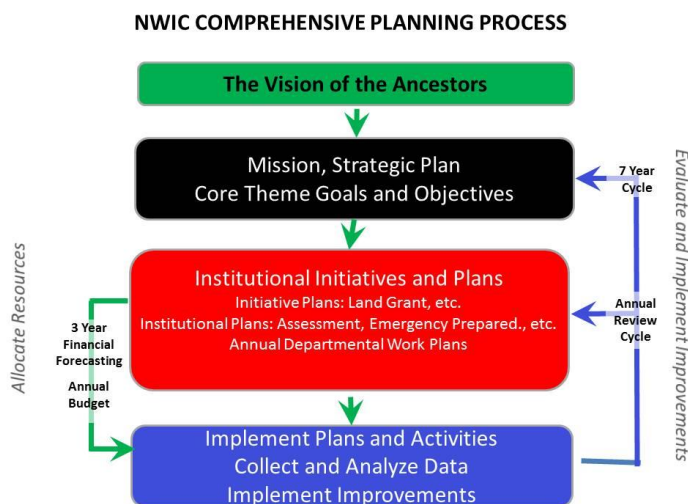 NWIC COMPREHENSIVE PLANNING PROCESS
The Vision of the Ancestors
Mission, Strategic Plan
Core Theme Goals and Objectives
7 Year
Cycle
Institutional Initiatives and Plans
Initiative Plans: Land Grant, etc.
Institutional Plans: Assessment, Emergency Prepared., etc.
Annual Departmental Work Plans
Allocate Resources
3 Year
Financial
Forecasting
Annual
Budget
Annual
Review
Cycle
Evaluate and Implement Improvements
Implement Plans and Activities
Collect and Analyze Data
Implement Improvements